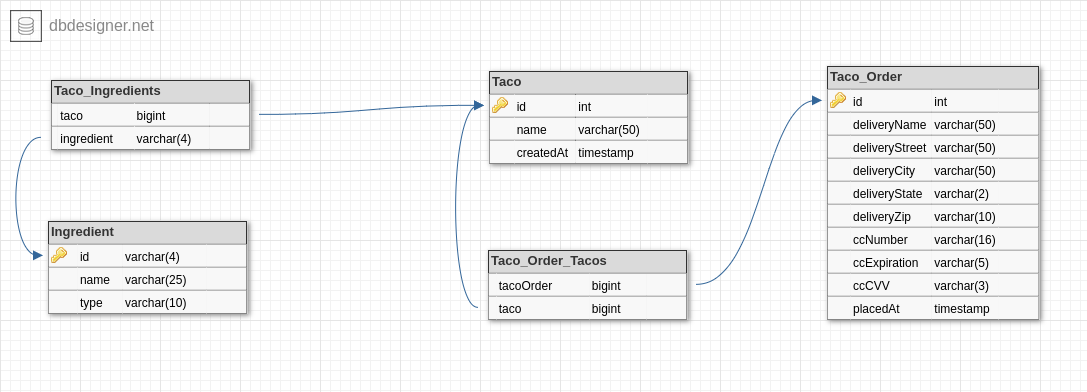 dbdesigner.net
Taco_Ingredients
taco bigint
ingredient varchar(4)
Ingredient
id varchar(4)
name varchar(25)
type varchar(10)
Taco
id int
name varchar(50)
createdAt timestamp
Taco_Order_Tacos
tacoOrder bigint
taco bigint
Taco_Order
id int
deliveryName varchar(50)
deliveryStreet varchar(50)
deliveryCity varchar(50)
deliveryState varchar(2)
deliveryZip varchar(10)
ccNumber varchar(16)
ccExpiration varchar(5)
ccCVV varchar(3)
placedAt timestamp